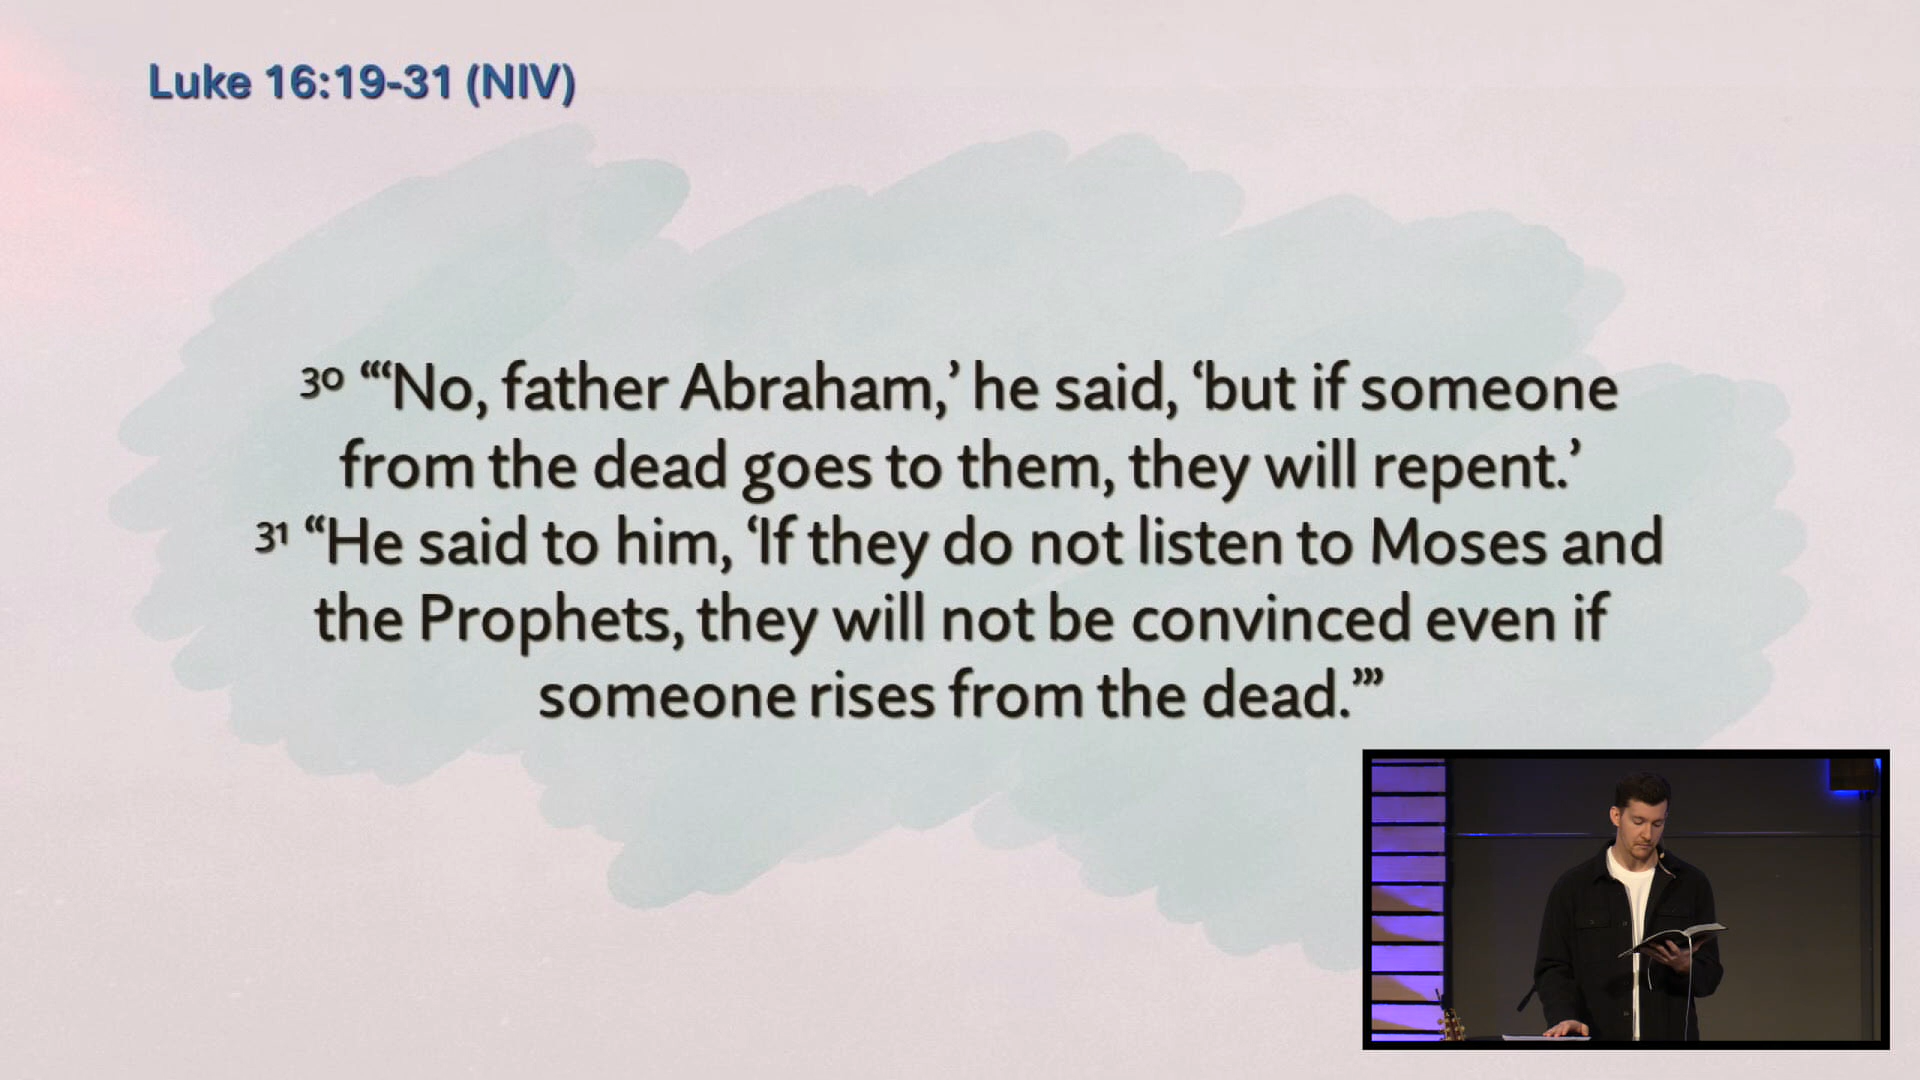 Luke 16:19-31 (NIV)
30 “‘No, father Abraham,’ he said, ‘but if someone
from the dead goes to them, they will repent.’
31 “He said to him, ‘If they do not listen to Moses and
the Prophets, they will not be convinced even if
someone rises from the dead.’”